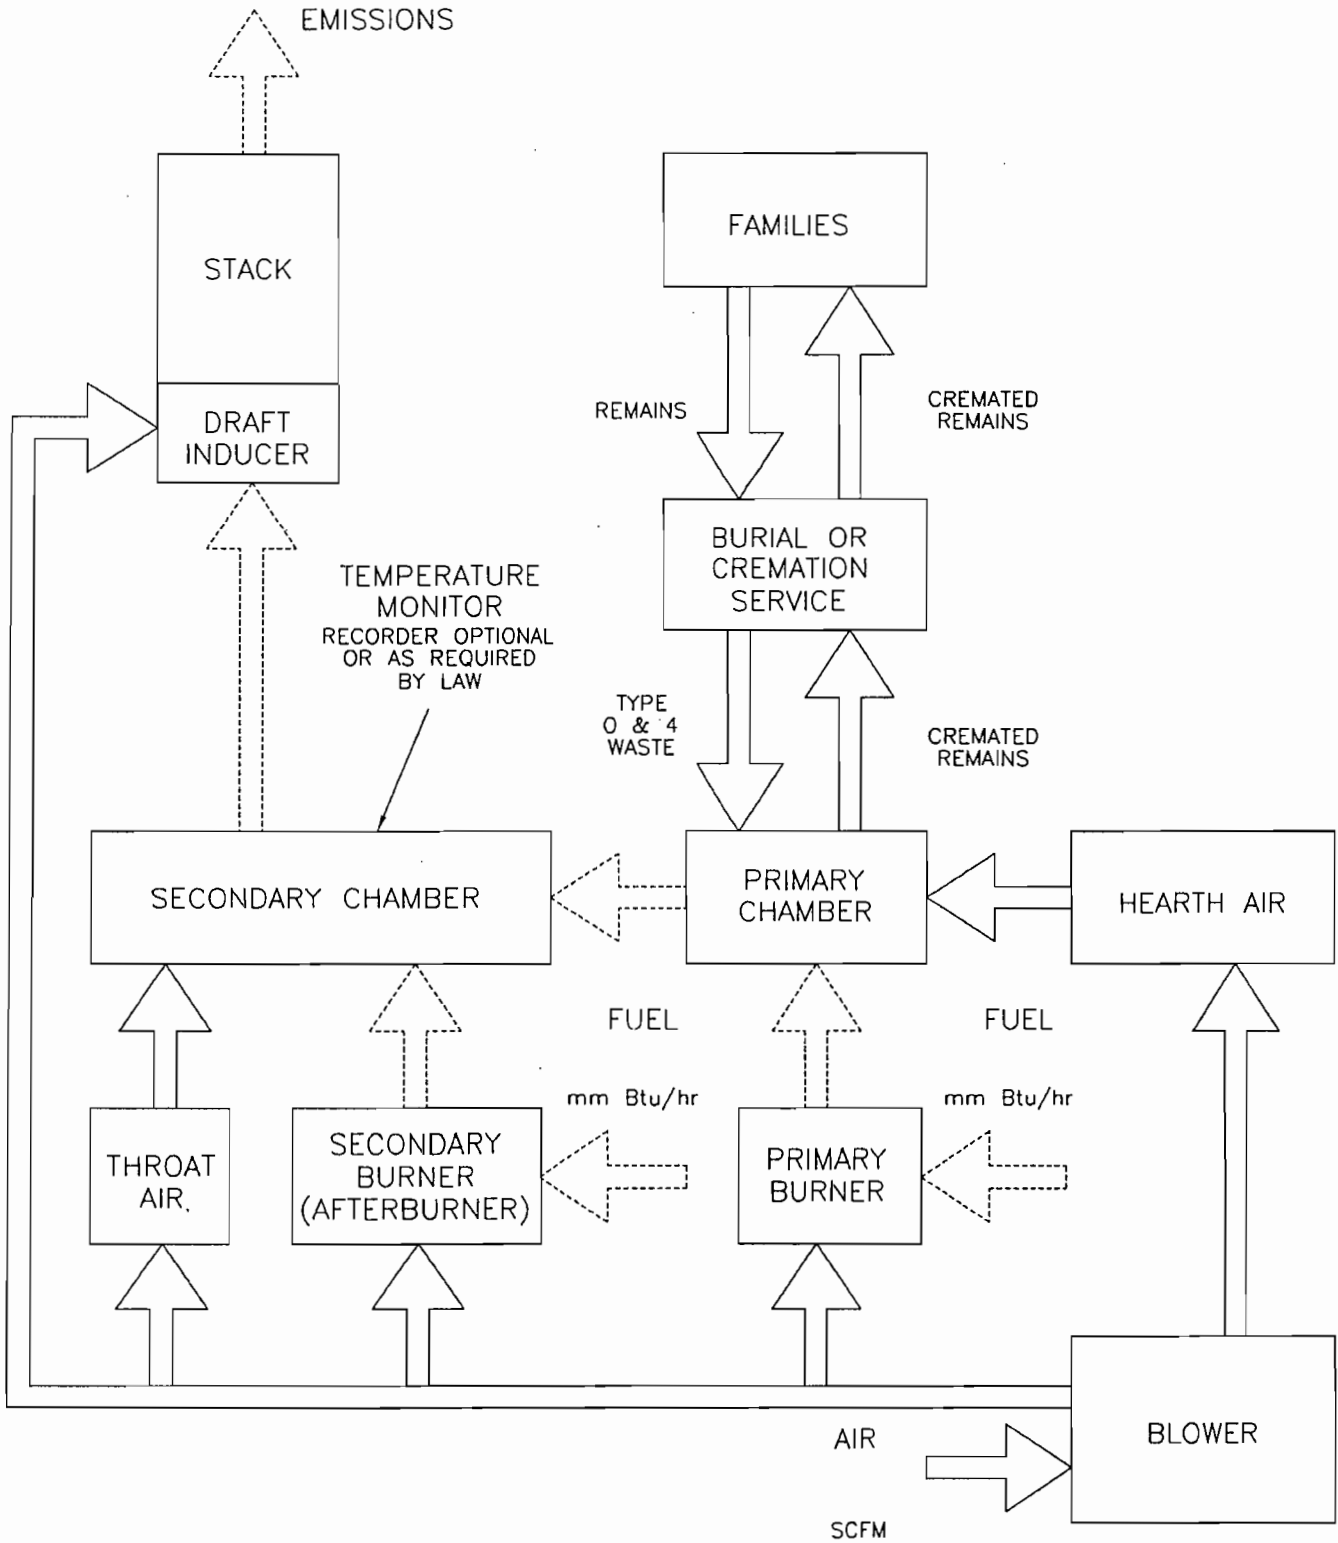 EMISSIONS
STACK
DRAFT
INDUCER
FAMILIES
REMAINS
CREMATED
REMAINS
BURIAL OR
CREMATION
SERVICE
TEMPERATURE
MONITOR
RECORDER OPTIONAL
OR AS REQUIRED
BY LAW
TYPE
0 & 4
WASTE
CREMATED
REMAINS
SECONDARY CHAMBER
PRIMARY
CHAMBER
HEARTH AIR
FUEL
mm Btu/hr
FUEL
mm Btu/hr
THROAT
AIR
SECONDARY
BURNER
(AFTERBURNER)
PRIMARY
BURNER
AIR
SCFM
BLOWER